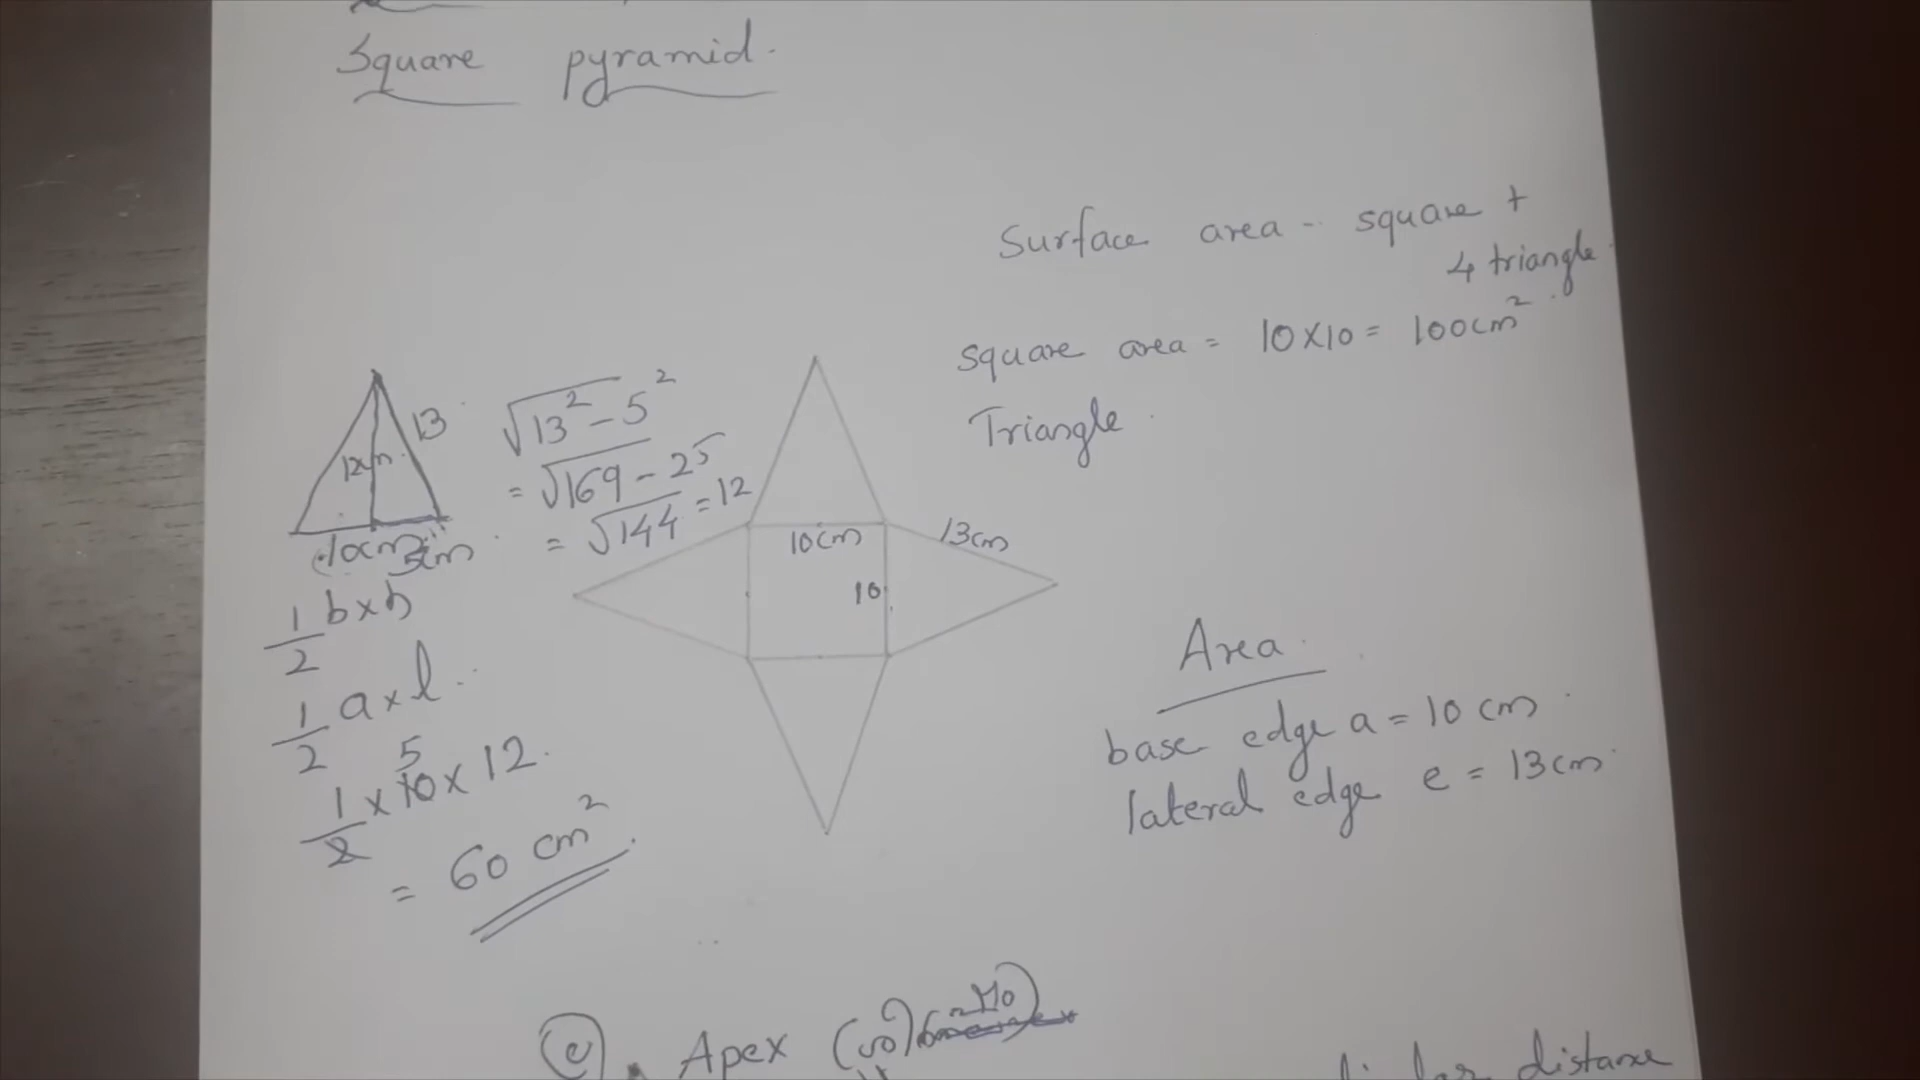 Square pyramid.
Surface area - square +
4 triangle.
square area = 10×10 = 100cm²
Triangle.
13
12cm
10cm
5cm
√13² - 5²
= √169 - 25
= √144 = 12
1/2 b×h
1/2 a×l
1/2 × 10 × 12.
5
= 60 cm²
10cm
13cm
10
Area
base edge a = 10 cm
lateral edge e = 13cm
e
Apex
distance